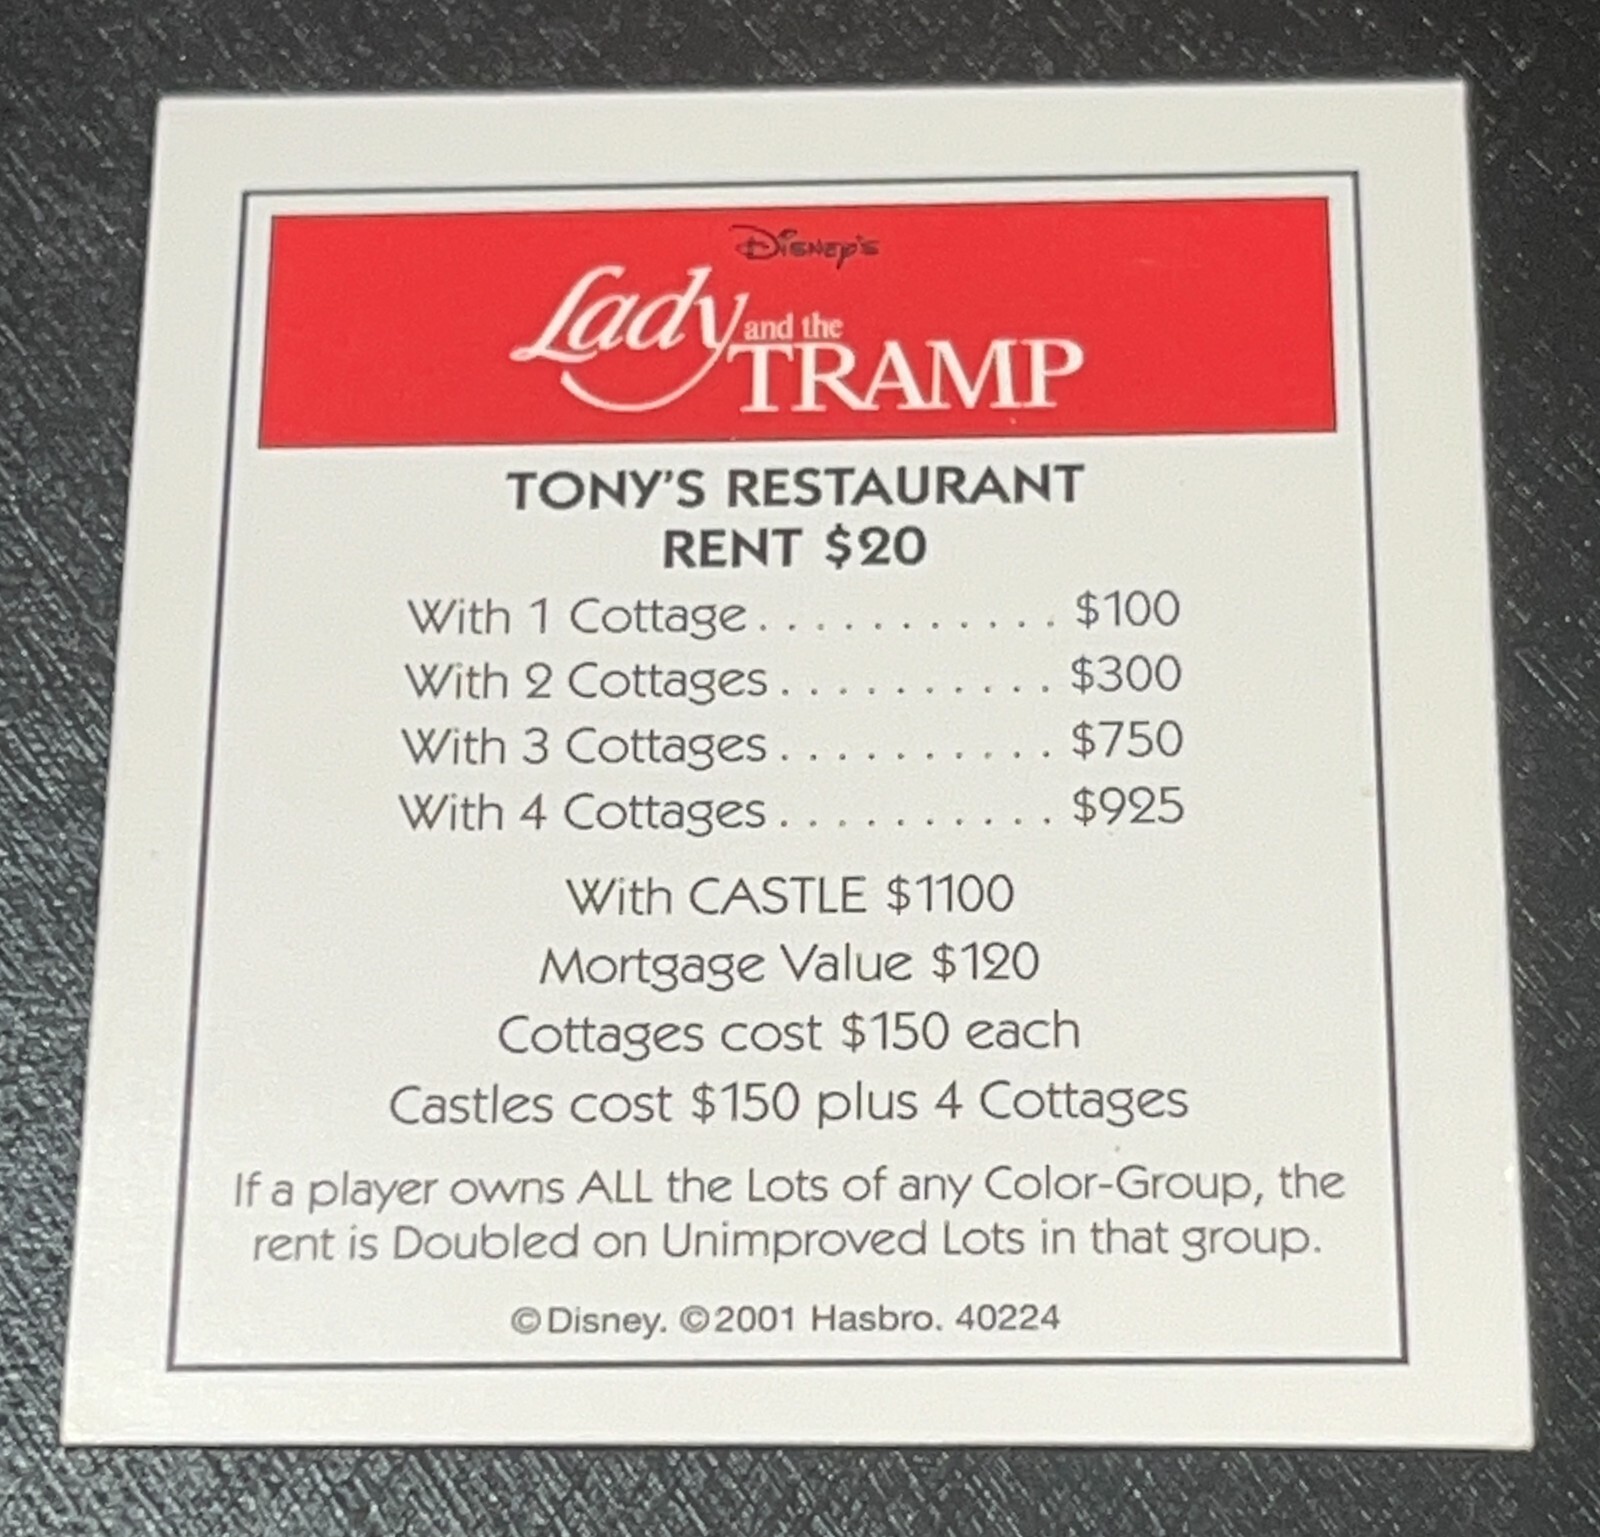 Disney's
Lady and the TRAMP
TONY'S RESTAURANT
RENT $20
With 1 Cottage........... $100
With 2 Cottages.......... $300
With 3 Cottages.......... $750
With 4 Cottages.......... $925
With CASTLE $1100
Mortgage Value $120
Cottages cost $150 each
Castles cost $150 plus 4 Cottages
If a player owns ALL the Lots of any Color-Group, the
rent is Doubled on Unimproved Lots in that group.
©Disney. ©2001 Hasbro. 40224